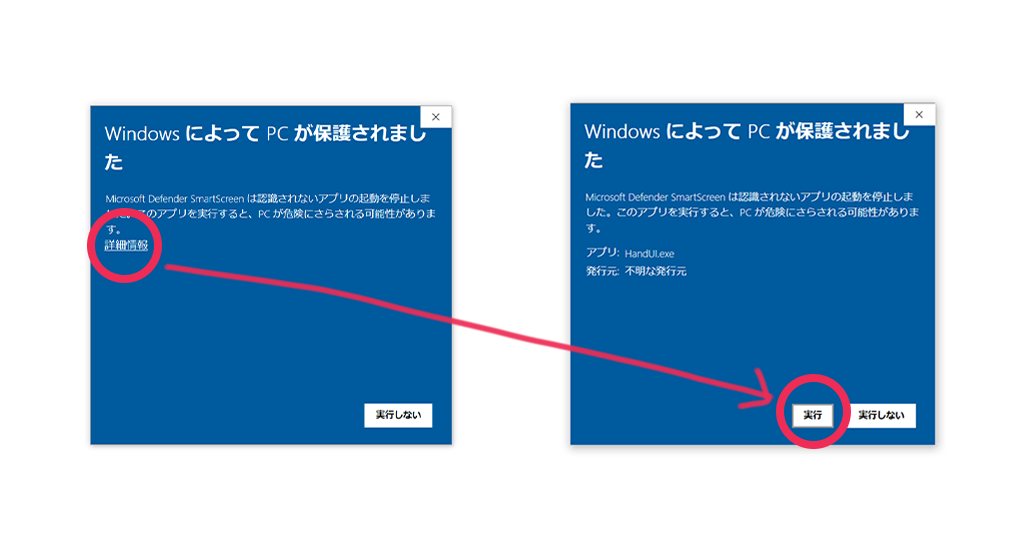 Windows によって PC が保護されまし
た
Microsoft Defender SmartScreen は認識されないアプリの起動を停止しま
した。このアプリを実行すると、PC が危険にさらされる可能性がありま
す。
詳細情報
実行しない
Windows によって PC が保護されまし
た
Microsoft Defender SmartScreen は認識されないアプリの起動を停止しま
した。このアプリを実行すると、PC が危険にさらされる可能性がありま
す。
アプリ: HandUI.exe
発行元: 不明な発行元
実行
実行しない